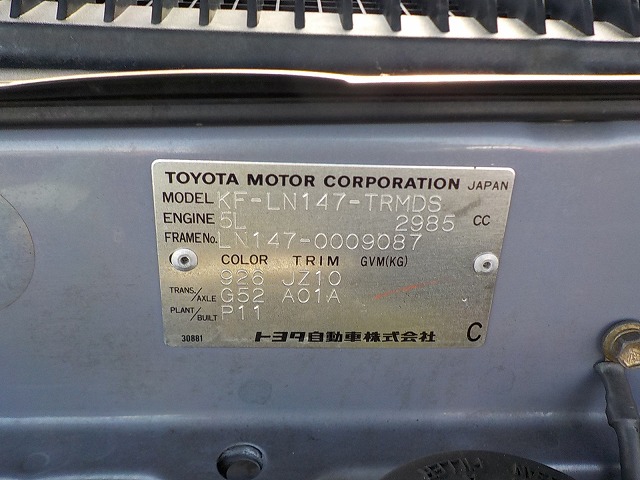 TOYOTA MOTOR CORPORATION JAPAN
MODEL KF-LN147-TRMDS
ENGINE 5L 2985 CC
FRAME No. LN147-0009087
COLOR TRIM GVM(KG)
926 JZ10
TRANS./AXLE G52 A01A
PLANT/BUILT P11
30881 トヨタ自動車株式会社 C